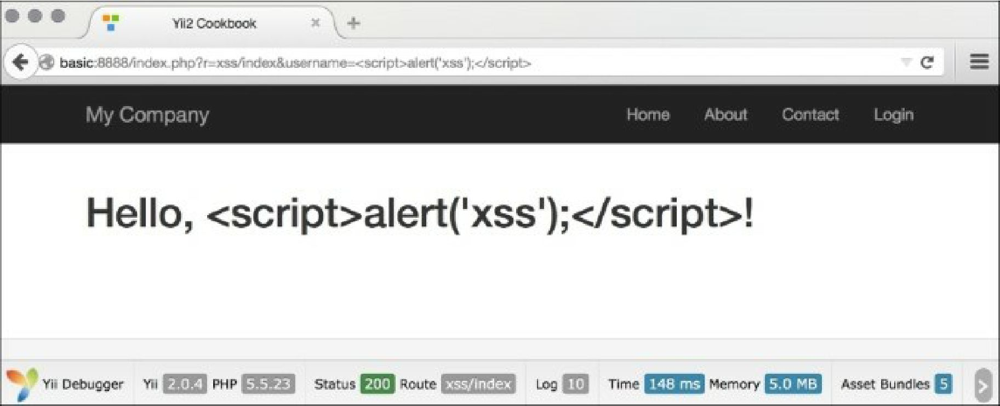 Yii2 Cookbook
basic:8888/index.php?r=xss/index&username=<script>alert('xss');</script>
My Company Home About Contact Login
Hello, <script>alert('xss');</script>!
Yii Debugger Yii 2.0.4 PHP 5.5.23 Status 200 Route xss/index Log 10 Time 148 ms Memory 5.0 MB Asset Bundles 5